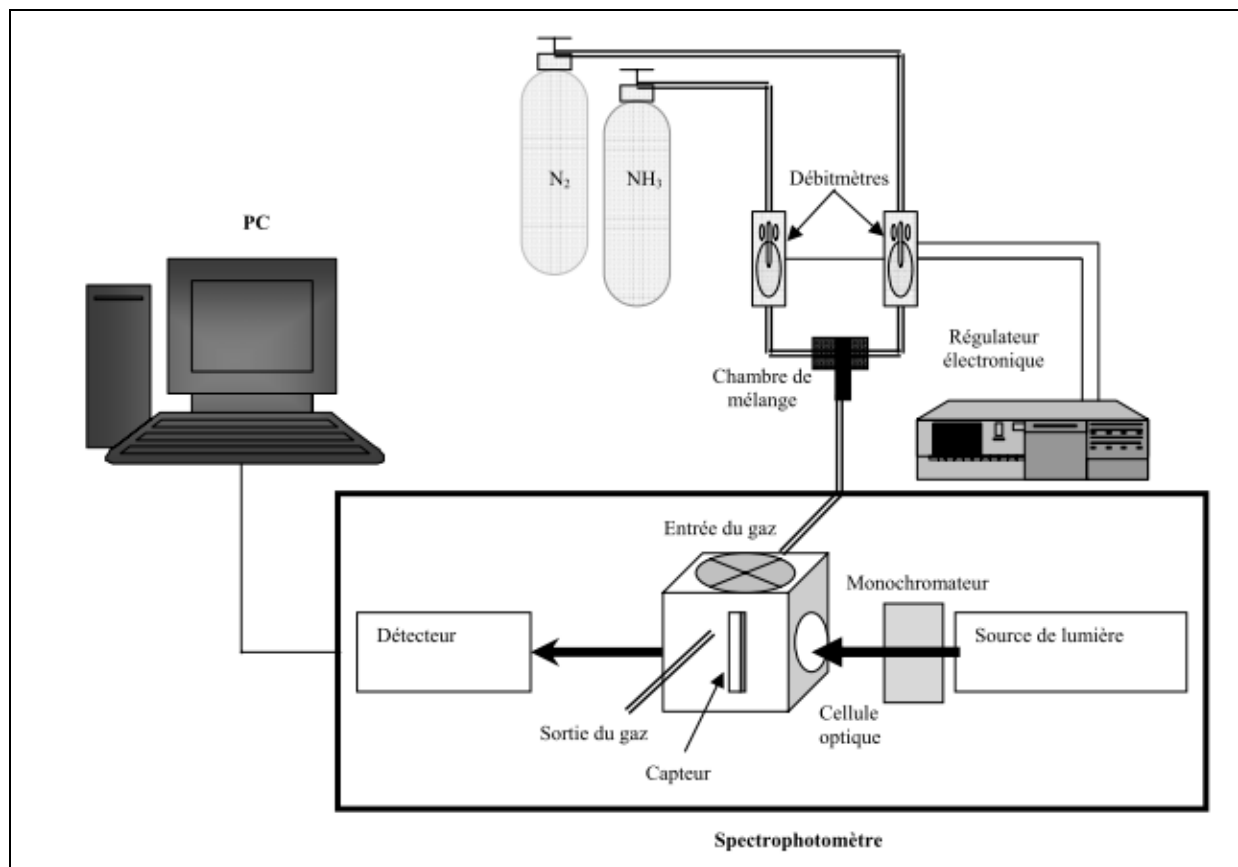 N₂
NH₃
Débitmètres
PC
Régulateur
électronique
Chambre de
mélange
Entrée du gaz
Monochromateur
Détecteur
Source de lumière
Sortie du gaz
Cellule
optique
Capteur
Spectrophotomètre